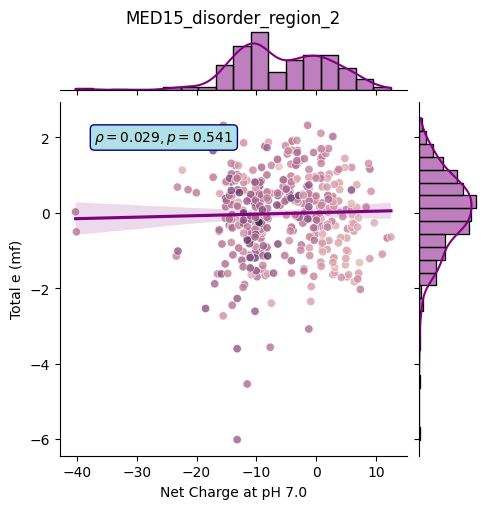 MED15_disorder_region_2
ρ = 0.029, p = 0.541
2
0
−2
−4
−6
Total e (mf)
−40 −30 −20 −10 0 10
Net Charge at pH 7.0